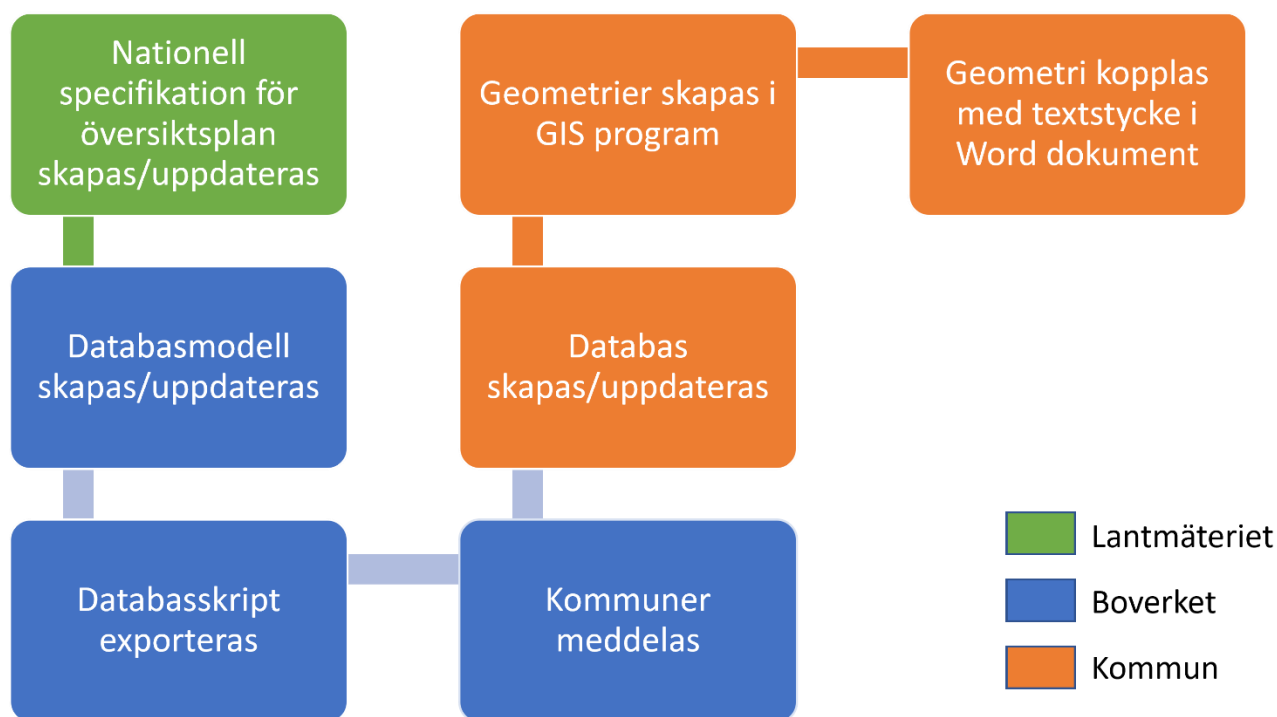 Nationell
specifikation för
översiktsplan
skapas/uppdateras
Databasmodell
skapas/uppdateras
Databasskript
exporteras
Kommuner
meddelas
Databas
skapas/uppdateras
Geometrier skapas i
GIS program
Geometri kopplas
med textstycke i
Word dokument
Lantmäteriet
Boverket
Kommun